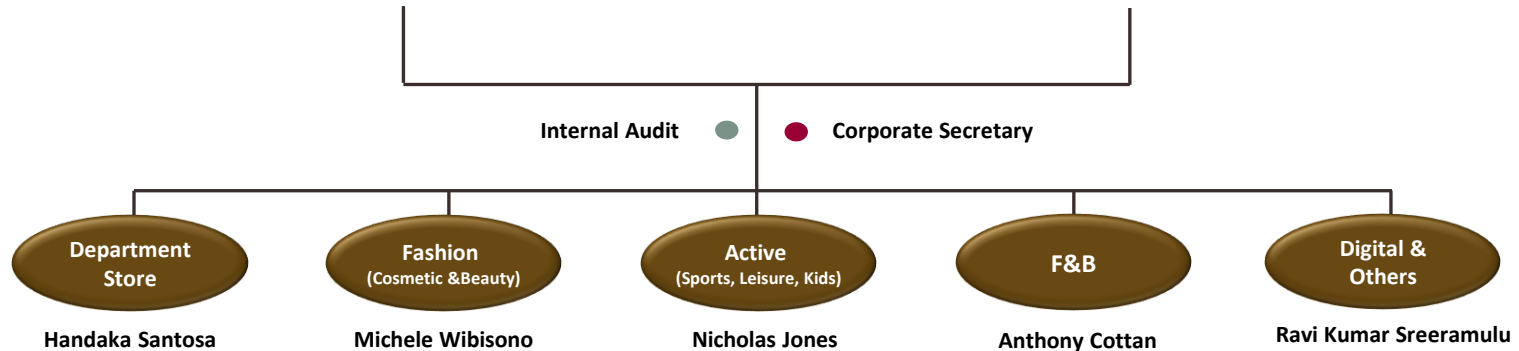 Internal Audit
Corporate Secretary
Department
Store
Fashion
(Cosmetic &Beauty)
Active
(Sports, Leisure, Kids)
F&B
Digital &
Others
Handaka Santosa
Michele Wibisono
Nicholas Jones
Anthony Cottan
Ravi Kumar Sreeramulu